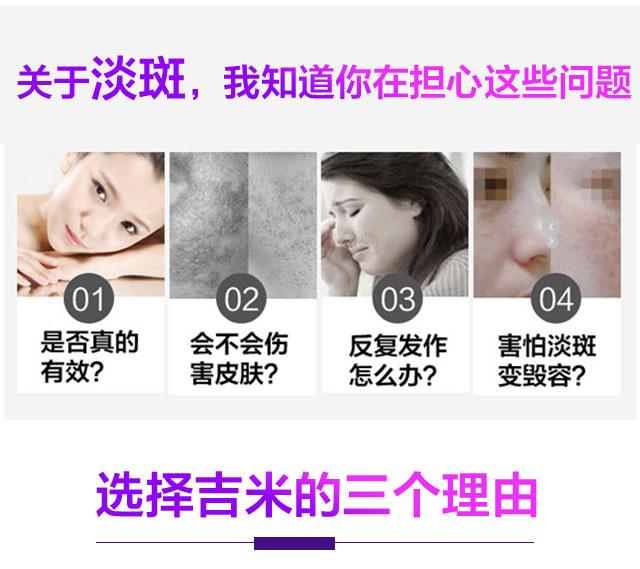 关于淡斑，我知道你在担心这些问题
01
是否真的
有效?
02
会不会伤
害皮肤?
03
反复发作
怎么办?
04
害怕淡斑
变毁容?
选择吉米的三个理由